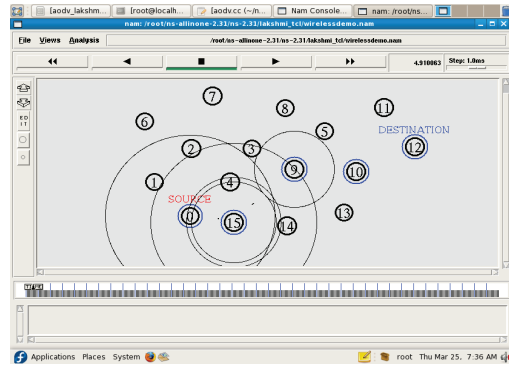 [aodv_lakshm...
[root@localh...
[aodv.cc (~/n...
Nam Console...
nam: /root/ns...
nam: /root/ns-allinone-2.31/ns-2.31/lakshmi_tcl/wirelessdemo.nam
File Views Analysis
/root/ns-allinone-2.31/ns-2.31/lakshmi_tcl/wirelessdemo.nam
4.910063
Step: 1.0ms
ED
IT
7
8
11
6
5
DESTINATION
2
3
12
9
10
1
4
SOURCE
0
15
14
13
TIME
Applications Places System
root Thu Mar 25, 7:36 AM